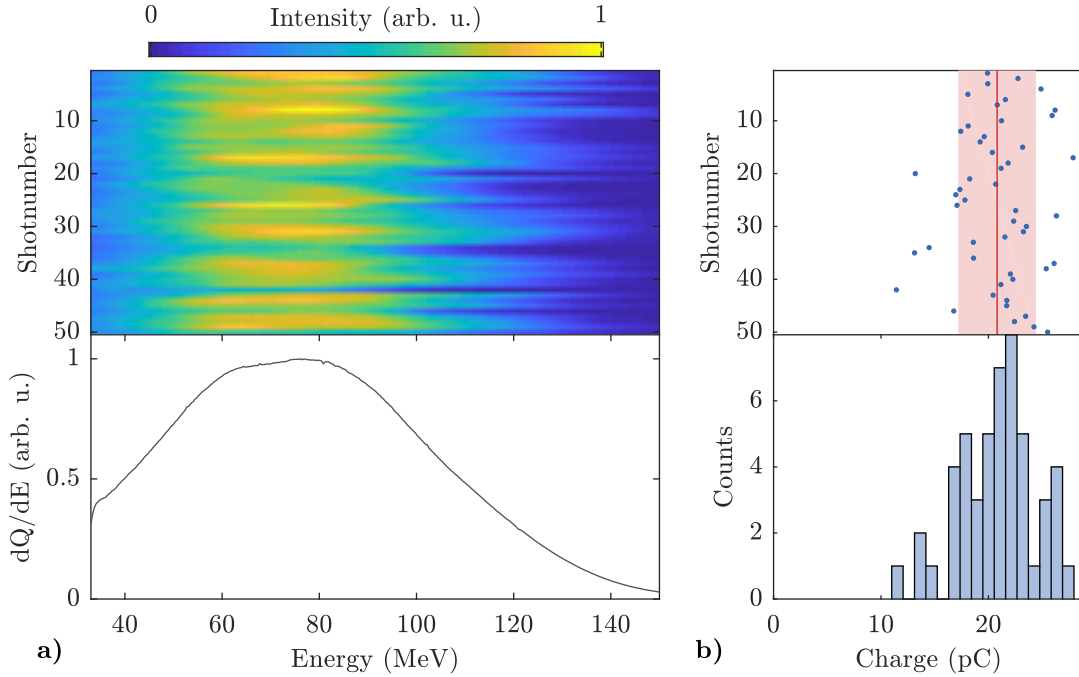 Intensity (arb. u.)
0 1
Shotnumber
10
20
30
40
50
dQ/dE (arb. u.)
1
0.5
0
40 60 80 100 120 140
Energy (MeV)
a)
Shotnumber
10
20
30
40
50
Counts
6
4
2
0
0 10 20
Charge (pC)
b)